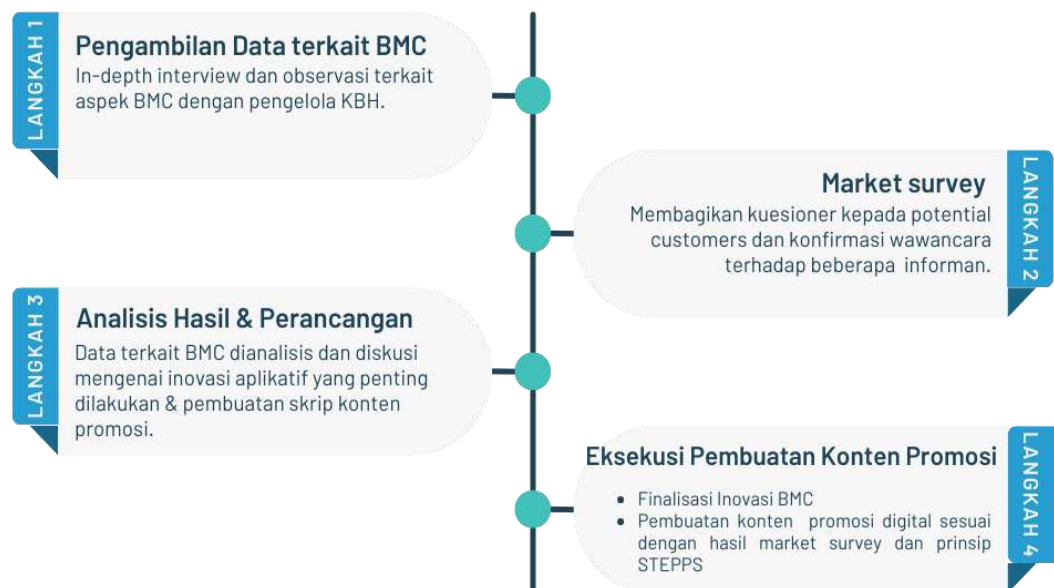 LANGKAH 1
Pengambilan Data terkait BMC
In-depth interview dan observasi terkait
aspek BMC dengan pengelola KBH.
LANGKAH 2
Market survey
Membagikan kuesioner kepada potential
customers dan konfirmasi wawancara
terhadap beberapa informan.
LANGKAH 3
Analisis Hasil & Perancangan
Data terkait BMC dianalisis dan diskusi
mengenai inovasi aplikatif yang penting
dilakukan & pembuatan skrip konten
promosi.
LANGKAH 4
Eksekusi Pembuatan Konten Promosi
• Finalisasi Inovasi BMC
• Pembuatan konten promosi digital sesuai
dengan hasil market survey dan prinsip
STEPPS